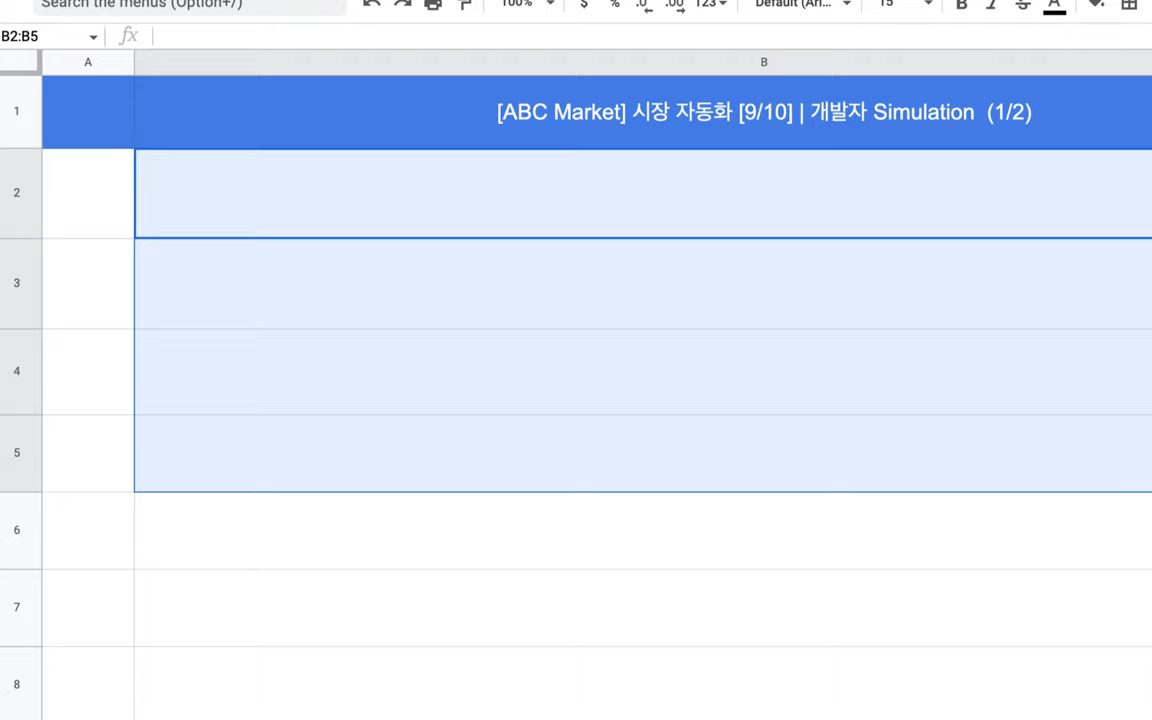 Search the menus (Option+/)
100%
$ % .0 .00 123
Default (Ari...
15
B I S A
B2:B5
fx
A B
1 [ABC Market] 시장 자동화 [9/10] | 개발자 Simulation (1/2)
2
3
4
5
6
7
8